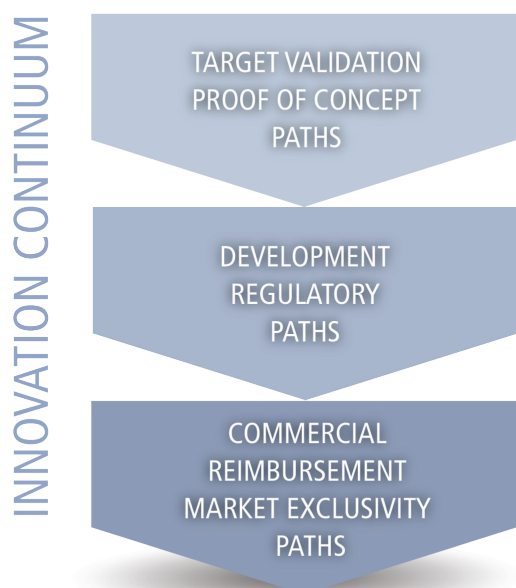 INNOVATION CONTINUUM
TARGET VALIDATION
PROOF OF CONCEPT
PATHS
DEVELOPMENT
REGULATORY
PATHS
COMMERCIAL
REIMBURSEMENT
MARKET EXCLUSIVITY
PATHS